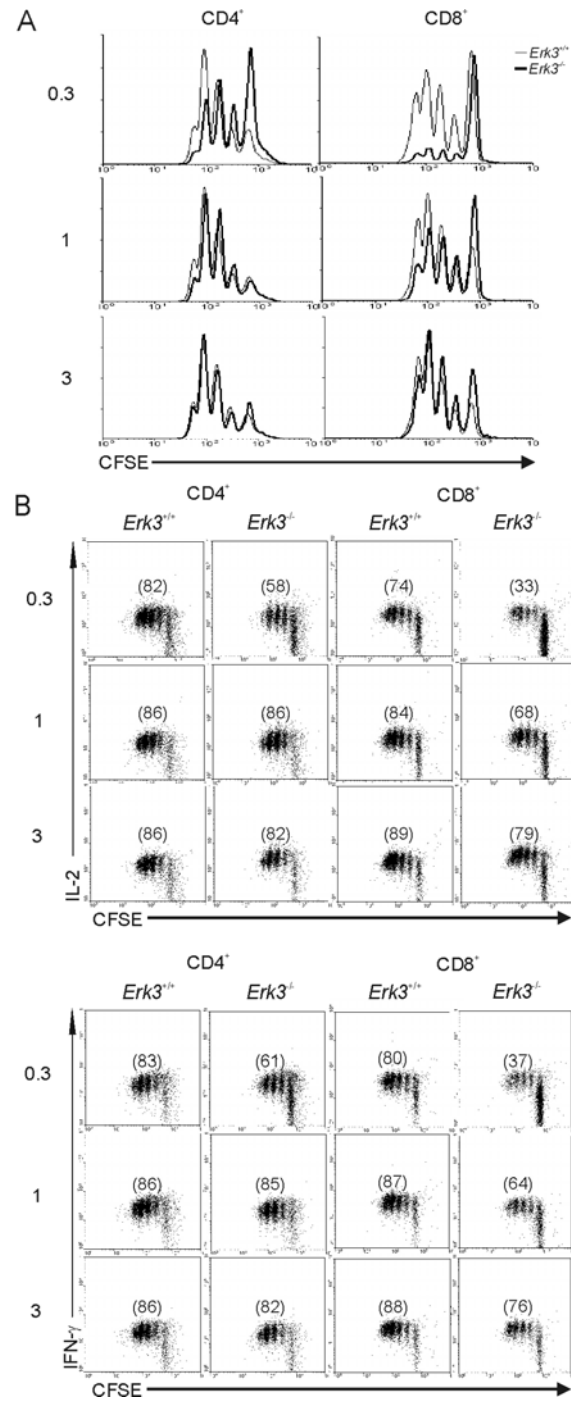 A
CD4⁺ CD8⁺
Erk3⁺/⁺
Erk3⁻/⁻
0.3
1
3
CFSE
B
CD4⁺ CD8⁺
Erk3⁺/⁺ Erk3⁻/⁻ Erk3⁺/⁺ Erk3⁻/⁻
0.3 (82) (58) (74) (33)
1 (86) (86) (84) (68)
3 (86) (82) (89) (79)
IL-2
CFSE
CD4⁺ CD8⁺
Erk3⁺/⁺ Erk3⁻/⁻ Erk3⁺/⁺ Erk3⁻/⁻
0.3 (83) (61) (80) (37)
1 (86) (85) (87) (64)
3 (86) (82) (88) (76)
IFN-γ
CFSE